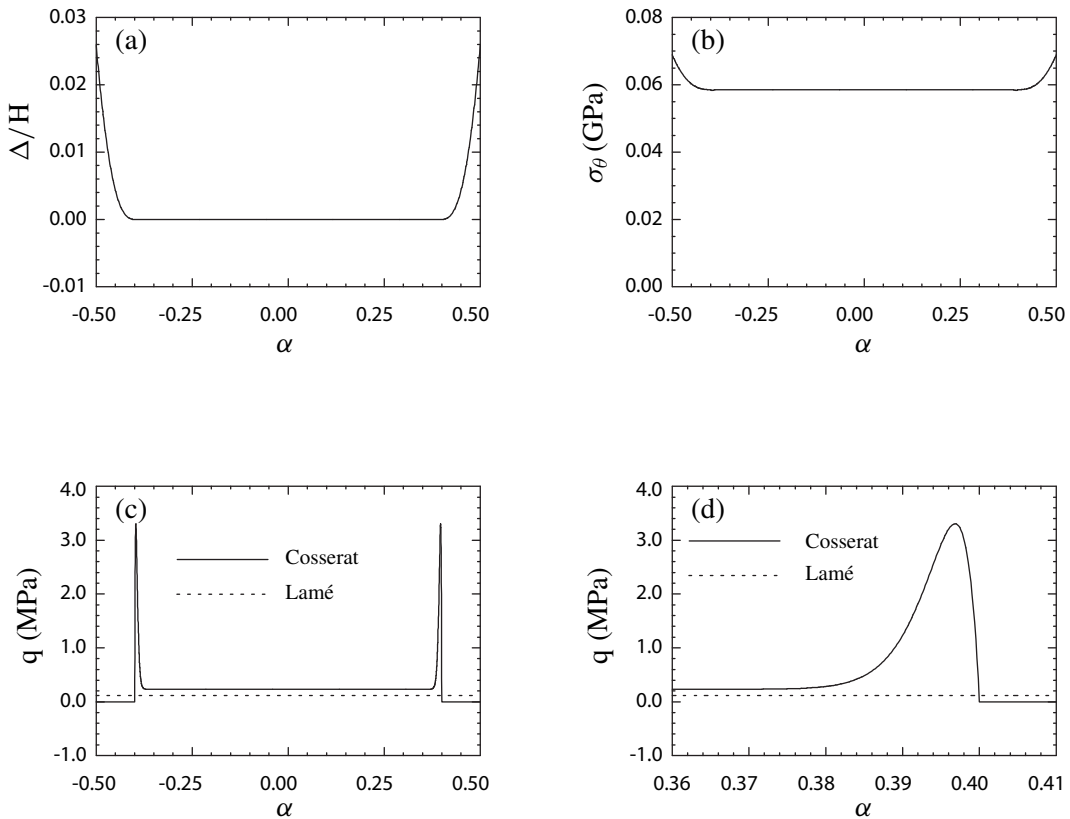 0.03
0.02
0.01
0.00
-0.01
Δ/H
(a)
-0.50 -0.25 0.00 0.25 0.50
α
0.08
0.06
0.04
0.02
0.00
σθ (GPa)
(b)
-0.50 -0.25 0.00 0.25 0.50
α
4.0
3.0
2.0
1.0
0.0
-1.0
q (MPa)
(c)
Cosserat
Lamé
-0.50 -0.25 0.00 0.25 0.50
α
4.0
3.0
2.0
1.0
0.0
-1.0
q (MPa)
(d)
Cosserat
Lamé
0.36 0.37 0.38 0.39 0.40 0.41
α